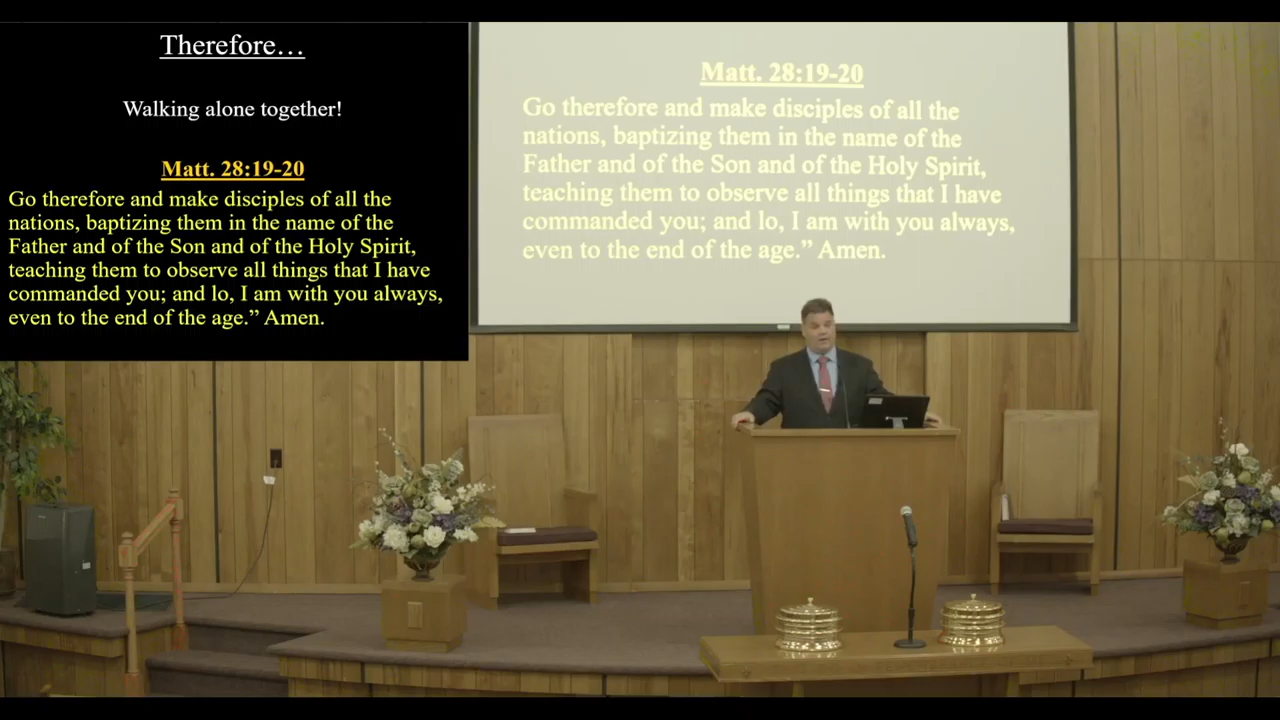 Therefore…
Walking alone together!
Matt. 28:19-20
Go therefore and make disciples of all the
nations, baptizing them in the name of the
Father and of the Son and of the Holy Spirit,
teaching them to observe all things that I have
commanded you; and lo, I am with you always,
even to the end of the age.” Amen.
Matt. 28:19-20
Go therefore and make disciples of all the
nations, baptizing them in the name of the
Father and of the Son and of the Holy Spirit,
teaching them to observe all things that I have
commanded you; and lo, I am with you always,
even to the end of the age.” Amen.